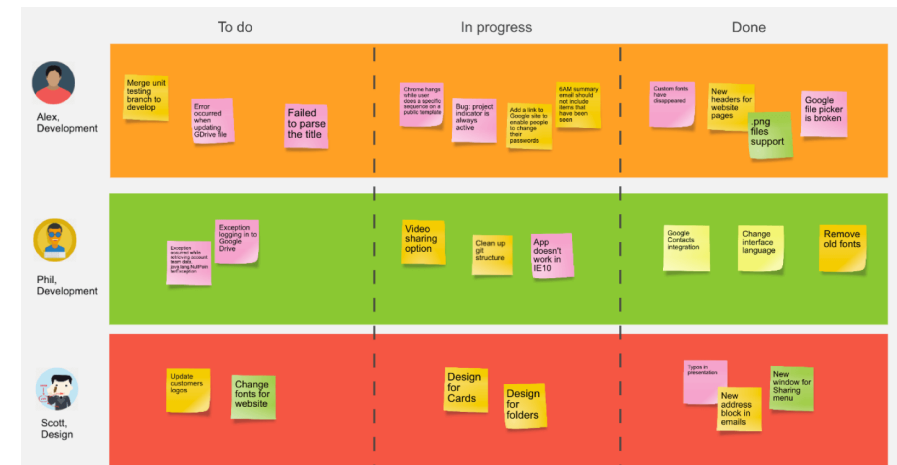 To do
In progress
Done
Alex,
Development
Merge unit
testing
branch to
develop
Error
occurred
when
updating
GDrive file
Failed
to parse
the title
Chrome hangs
while user
does a specific
sequence on a
public template
Bug: project
indicator is
always
active
Add a link to
Google site to
enable people
to change
their
passwords
6AM summary
email should
not include
items that
have been
seen
Custom fonts
have
disappeared
New
headers for
website
pages
.png
files
support
Google
file picker
is broken
Phil,
Development
Exception
occurred while
retrieving account
team data,
Exception
logging in to
Google
Drive
Video
sharing
option
Clean up
git
structure
App
doesn't
work in
IE10
Google
Contacts
integration
Change
interface
language
Remove
old fonts
Scott,
Design
Update
customers
logos
Change
fonts for
website
Design
for
Cards
Design
for
folders
Typos in
presentation
New
address
block in
emails
New
window for
Sharing
menu